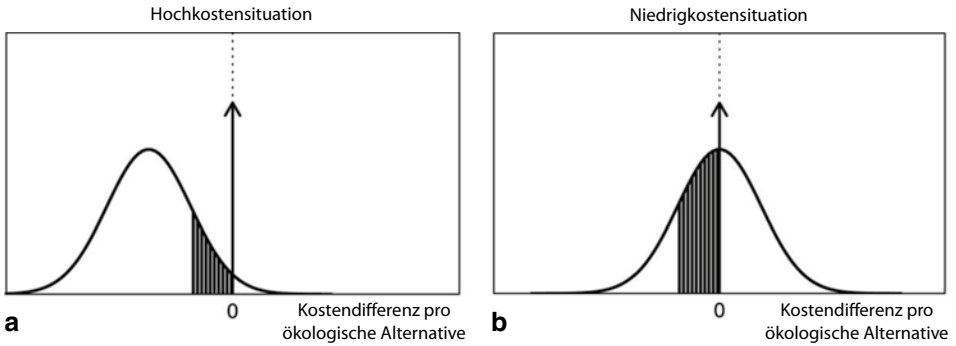 Hochkostensituation
0
Kostendifferenz pro
ökologische Alternative
a
Niedrigkostensituation
0
Kostendifferenz pro
ökologische Alternative
b